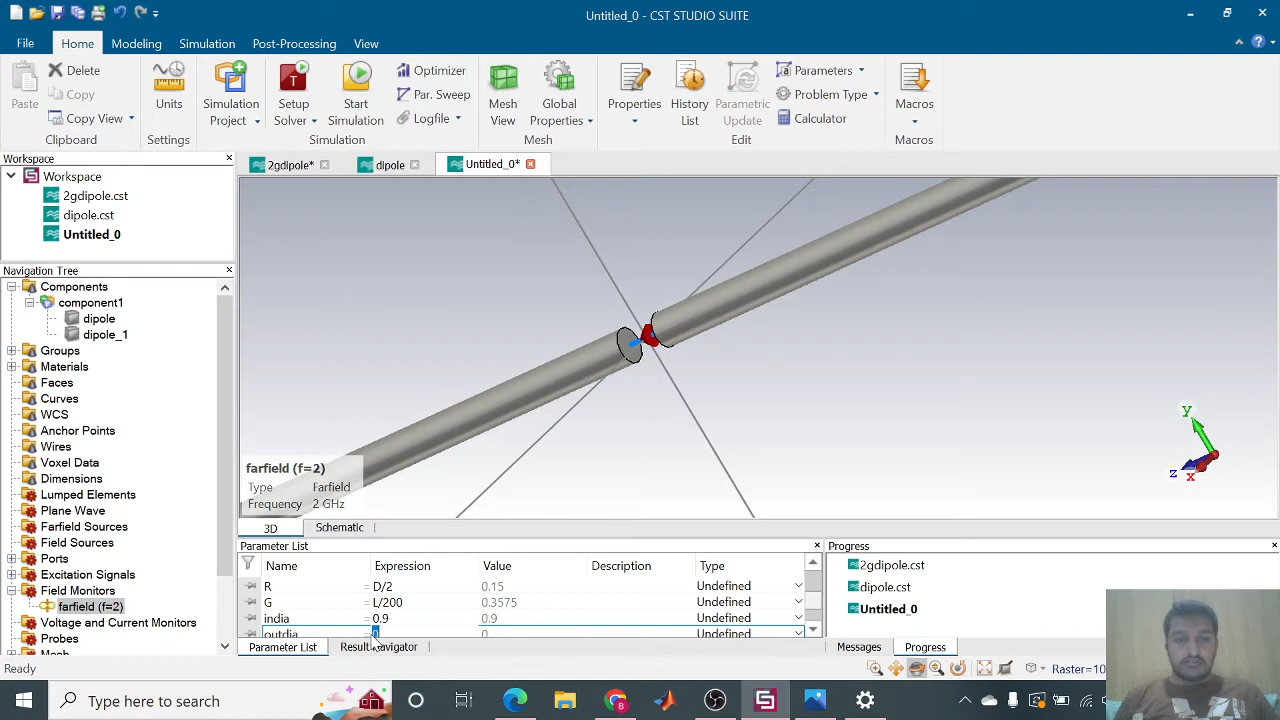 Untitled_0 - CST STUDIO SUITE
File Home Modeling Simulation Post-Processing View
Paste
Delete
Copy
Copy View
Clipboard
Units
Settings
Simulation Project
Setup Solver
Start Simulation
Optimizer
Par. Sweep
Logfile
Simulation
Mesh View
Global Properties
Mesh
Properties
History List
Parametric Update
Parameters
Problem Type
Calculator
Edit
Macros
Macros
Workspace
Workspace
2gdipole.cst
dipole.cst
Untitled_0
2gdipole* dipole Untitled_0*
Navigation Tree
Components
component1
dipole
dipole_1
Groups
Materials
Faces
Curves
WCS
Anchor Points
Wires
Voxel Data
Dimensions
Lumped Elements
Plane Wave
Farfield Sources
Field Sources
Ports
Excitation Signals
Field Monitors
farfield (f=2)
Voltage and Current Monitors
Probes
Mesh
farfield (f=2)
Type Farfield
Frequency 2 GHz
y
z
x
3D Schematic
Parameter List
Name Expression Value Description Type
R = D/2 0.15 Undefined
G = L/200 0.3575 Undefined
india = 0.9 0.9 Undefined
outdia = 0 0 Undefined
Parameter List Result Navigator
Progress
2gdipole.cst
dipole.cst
Untitled_0
Messages Progress
Ready
Raster=10
Type here to search